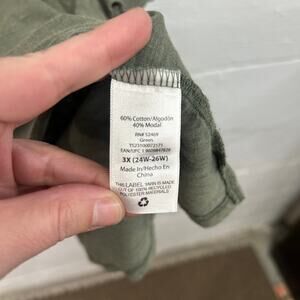 60% Cotton/Algodón
40% Modal
RN# 52469
Green
TS23100072575
3X (24W-26W)
Made In/Hecho En
China
THIS LABEL YARN IS MADE
OUT OF 100% RECYCLED
POLYESTER MATERIALS